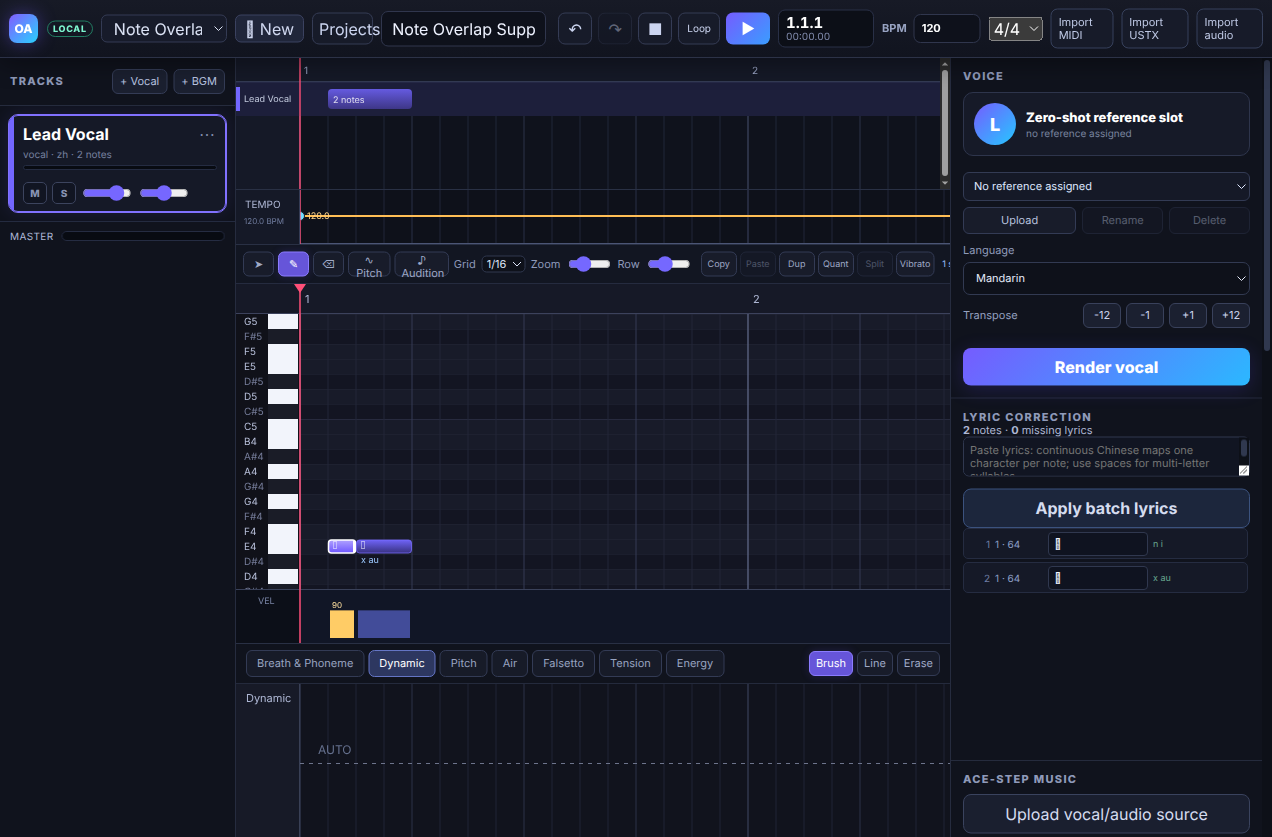 OA
LOCAL
Note Overla
New
Projects
Note Overlap Supp
Loop
1.1.1
00:00.00
BPM
120
4/4
Import MIDI
Import USTX
Import audio
TRACKS
+ Vocal
+ BGM
Lead Vocal
...
vocal · zh · 2 notes
M
S
MASTER
1
2
Lead Vocal
2 notes
TEMPO
120.0 BPM
120.0
Pitch
Audition
Grid
1/16
Zoom
Row
Copy
Paste
Dup
Quant
Split
Vibrato
1
2
G5
F#5
F5
E5
D#5
D5
C#5
C5
B4
A#4
A4
G#4
G4
F#4
F4
E4
D#4
D4
x au
VEL
90
Breath & Phoneme
Dynamic
Pitch
Air
Falsetto
Tension
Energy
Brush
Line
Erase
Dynamic
AUTO
VOICE
L
Zero-shot reference slot
no reference assigned
No reference assigned
Upload
Rename
Delete
Language
Mandarin
Transpose
-12
-1
+1
+12
Render vocal
LYRIC CORRECTION
2 notes · 0 missing lyrics
Paste lyrics: continuous Chinese maps one
character per note; use spaces for multi-letter
syllables
Apply batch lyrics
1 1 · 64
n i
2 1 · 64
x au
ACE-STEP MUSIC
Upload vocal/audio source